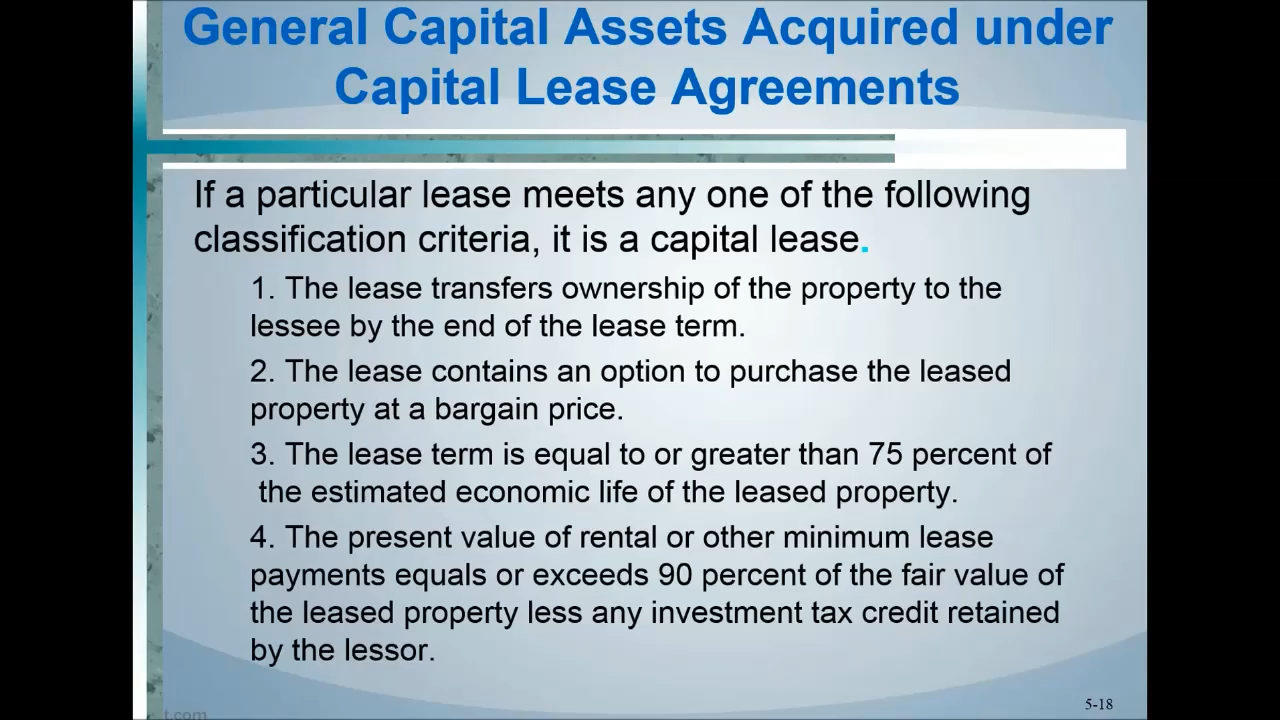 General Capital Assets Acquired under
Capital Lease Agreements
If a particular lease meets any one of the following
classification criteria, it is a capital lease.
1. The lease transfers ownership of the property to the
lessee by the end of the lease term.
2. The lease contains an option to purchase the leased
property at a bargain price.
3. The lease term is equal to or greater than 75 percent of
the estimated economic life of the leased property.
4. The present value of rental or other minimum lease
payments equals or exceeds 90 percent of the fair value of
the leased property less any investment tax credit retained
by the lessor.
5-18
t.com